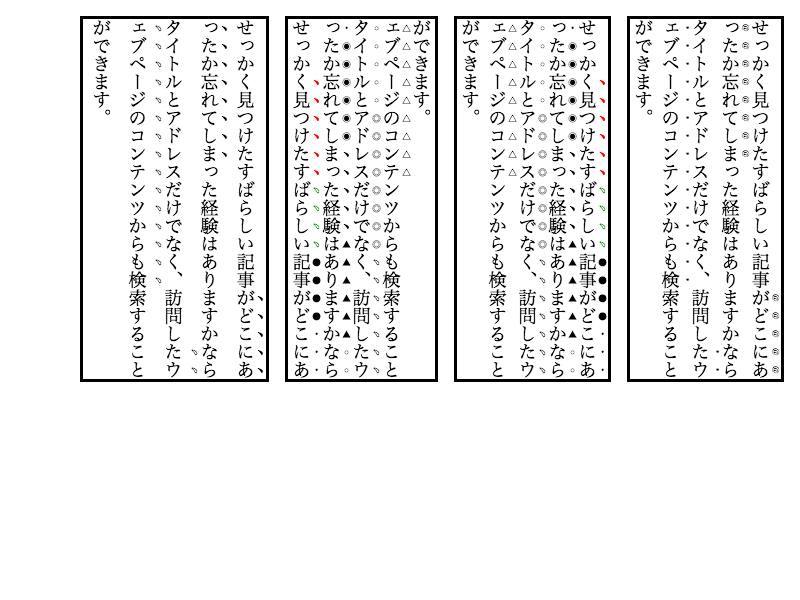 せっかく見つけたすばらしい記事がどこにあ
ったか忘れてしまった経験はありますかなら
タイトルとアドレスだけでなく、訪問したウ
ェブページのコンテンツからも検索すること
ができます。
せっかく見つけたすばらしい記事がどこにあ
ったか忘れてしまった経験はありますかなら
タイトルとアドレスだけでなく、訪問したウ
ェブページのコンテンツからも検索すること
ができます。
せっかく見つけたすばらしい記事がどこにあ
ったか忘れてしまった経験はありますかなら
タイトルとアドレスだけでなく、訪問したウ
ェブページのコンテンツからも検索すること
ができます。
せっかく見つけたすばらしい記事がどこにあ
ったか忘れてしまった経験はありますかなら
タイトルとアドレスだけでなく、訪問したウ
ェブページのコンテンツからも検索すること
ができます。